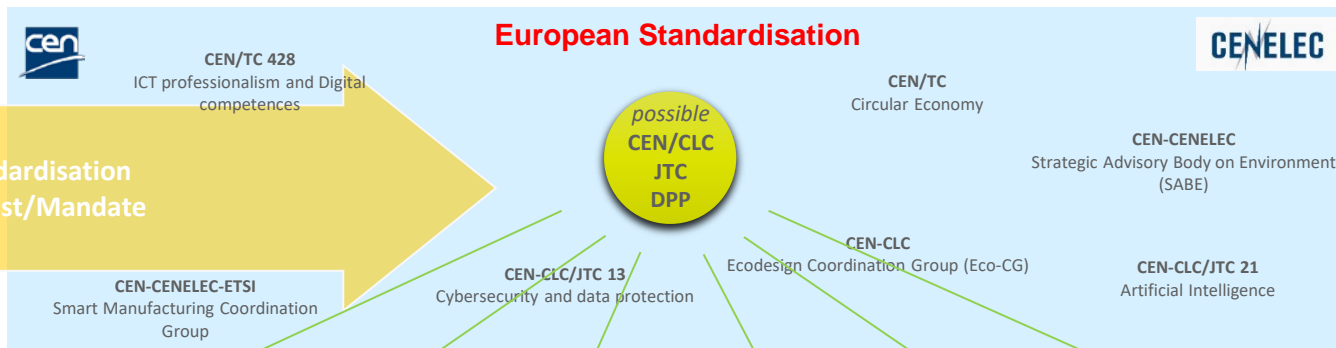 European Standardisation
cen
CENELEC
CEN/TC 428
ICT professionalism and Digital
competences
CEN/TC
Circular Economy
possible
CEN/CLC
JTC
DPP
CEN-CENELEC
Strategic Advisory Body on Environment
(SABE)
dardisation
st/Mandate
CEN-CLC
Ecodesign Coordination Group (Eco-CG)
CEN-CLC/JTC 13
Cybersecurity and data protection
CEN-CLC/JTC 21
Artificial Intelligence
CEN-CENELEC-ETSI
Smart Manufacturing Coordination
Group